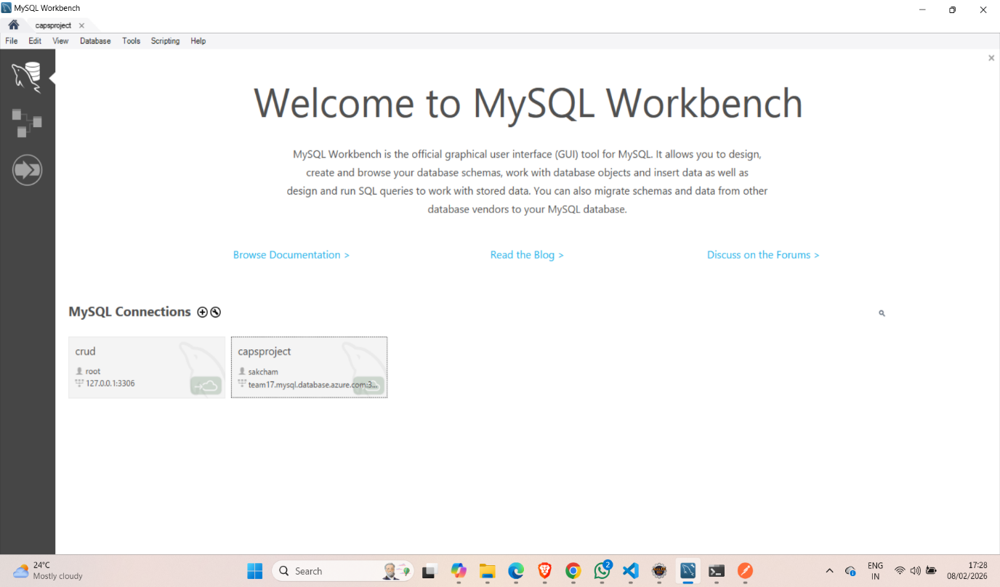 MySQL Workbench
capsproject
File Edit View Database Tools Scripting Help
Welcome to MySQL Workbench
MySQL Workbench is the official graphical user interface (GUI) tool for MySQL. It allows you to design,
create and browse your database schemas, work with database objects and insert data as well as
design and run SQL queries to work with stored data. You can also migrate schemas and data from other
database vendors to your MySQL database.
Browse Documentation > Read the Blog > Discuss on the Forums >
MySQL Connections
crud
root
127.0.0.1:3306
capsproject
sakcham
team17.mysql.database.azure.com:3...
24°C
Mostly cloudy
Search
2
ENG
IN
17:28
08/02/2026